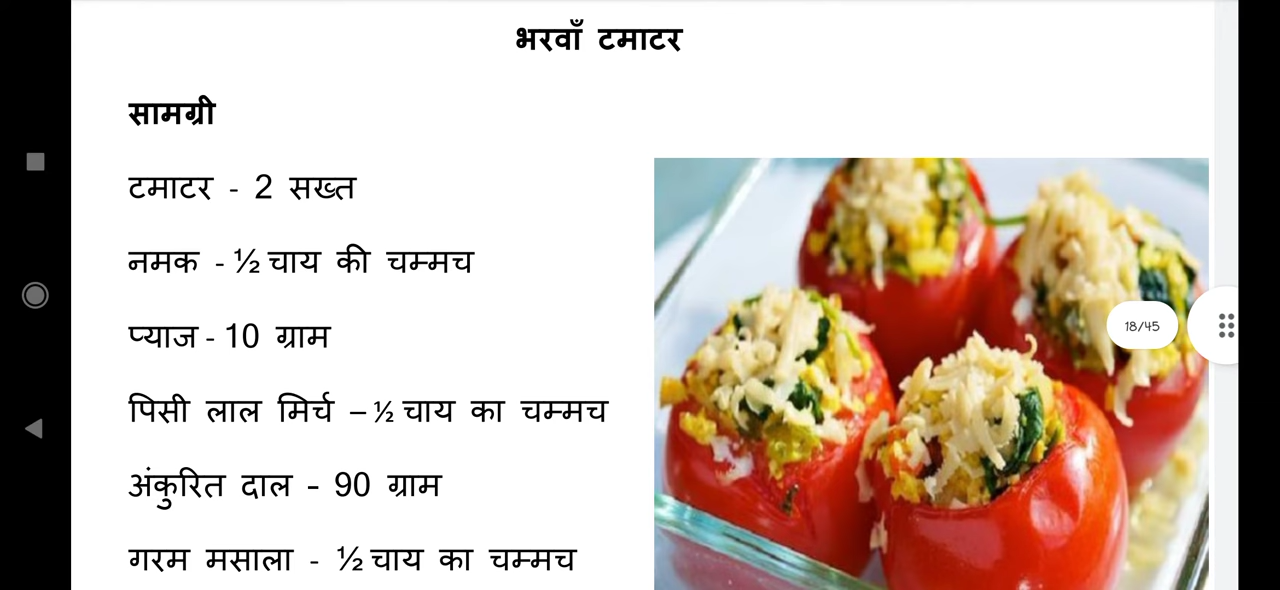 भरवाँ टमाटर
सामग्री
टमाटर - 2 सख्त
नमक - ½ चाय की चम्मच
प्याज - 10 ग्राम
पिसी लाल मिर्च – ½ चाय का चम्मच
18/45
अंकुरित दाल - 90 ग्राम
गरम मसाला - ½ चाय का चम्मच